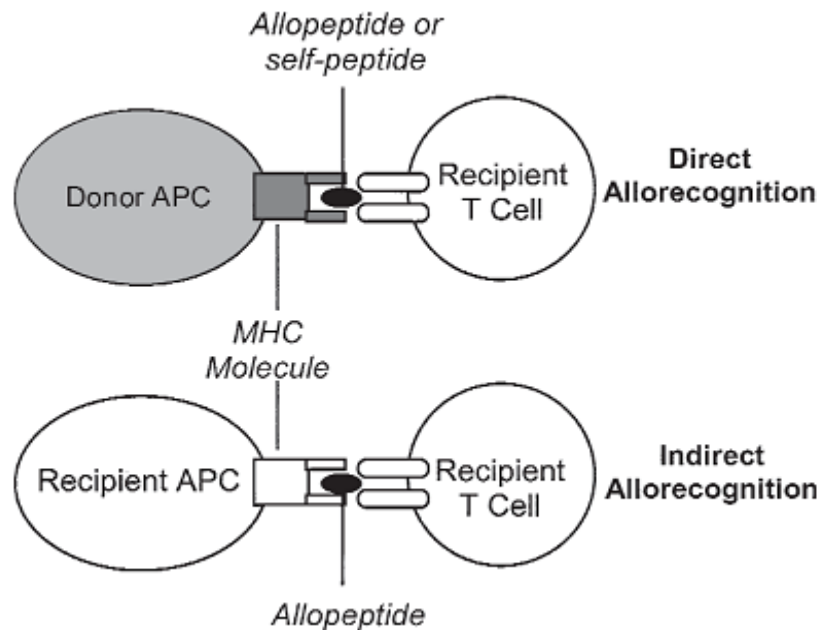 Allopeptide or
self-peptide
Donor APC
Recipient
T Cell
Direct
Allorecognition
MHC
Molecule
Recipient APC
Recipient
T Cell
Indirect
Allorecognition
Allopeptide